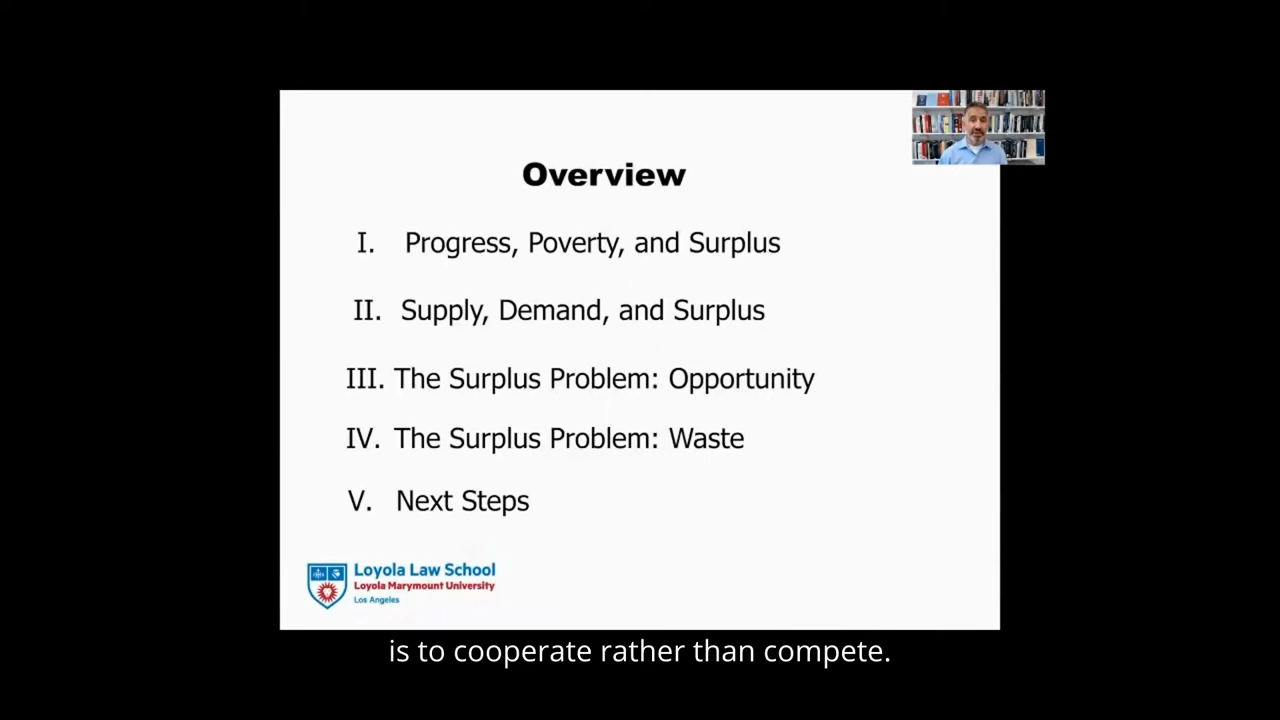 Overview
I. Progress, Poverty, and Surplus
II. Supply, Demand, and Surplus
III. The Surplus Problem: Opportunity
IV. The Surplus Problem: Waste
V. Next Steps
Loyola Law School
Loyola Marymount University
Los Angeles
is to cooperate rather than compete.